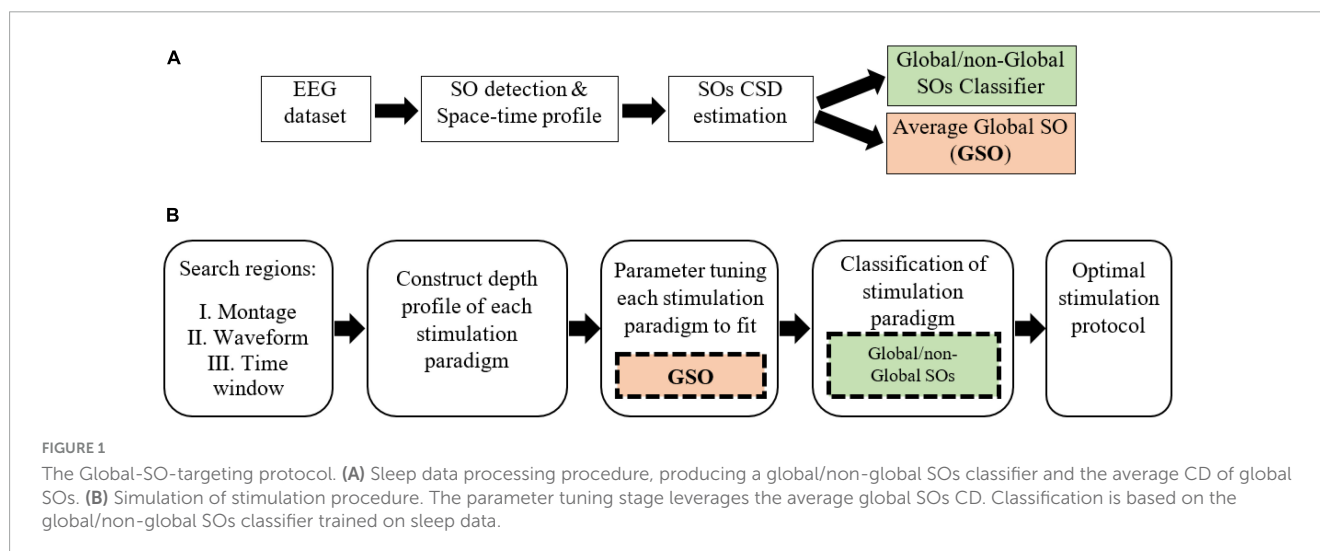 A
EEG
dataset
SO detection &
Space-time profile
SOs CSD
estimation
Global/non-Global
SOs Classifier
Average Global SO
(GSO)
B
Search regions:
I. Montage
II. Waveform
III. Time
window
Construct depth
profile of each
stimulation
paradigm
Parameter tuning
each stimulation
paradigm to fit
GSO
Classification of
stimulation
paradigm
Global/non-
Global SOs
Optimal
stimulation
protocol
FIGURE 1
The Global-SO-targeting protocol. (A) Sleep data processing procedure, producing a global/non-global SOs classifier and the average CD of global
SOs. (B) Simulation of stimulation procedure. The parameter tuning stage leverages the average global SOs CD. Classification is based on the
global/non-global SOs classifier trained on sleep data.